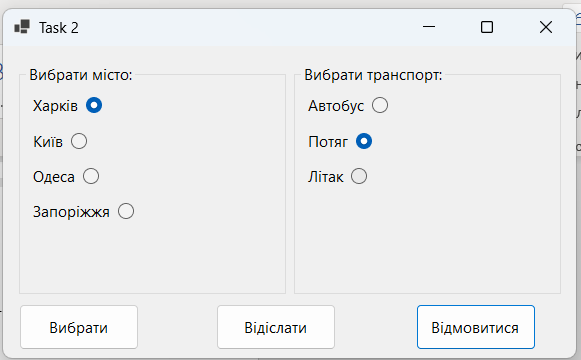 Task 2
Вибрати місто:
Харків
Київ
Одеса
Запоріжжя
Вибрати транспорт:
Автобус
Потяг
Літак
Вибрати
Відіслати
Відмовитися